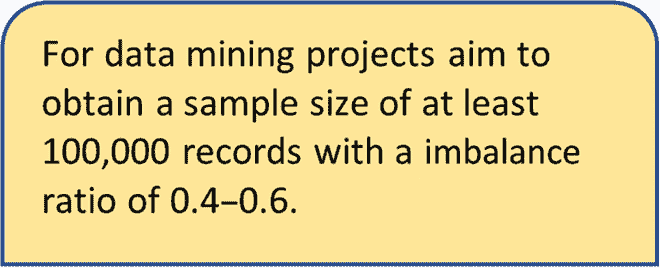 For data mining projects aim to
obtain a sample size of at least
100,000 records with a imbalance
ratio of 0.4–0.6.